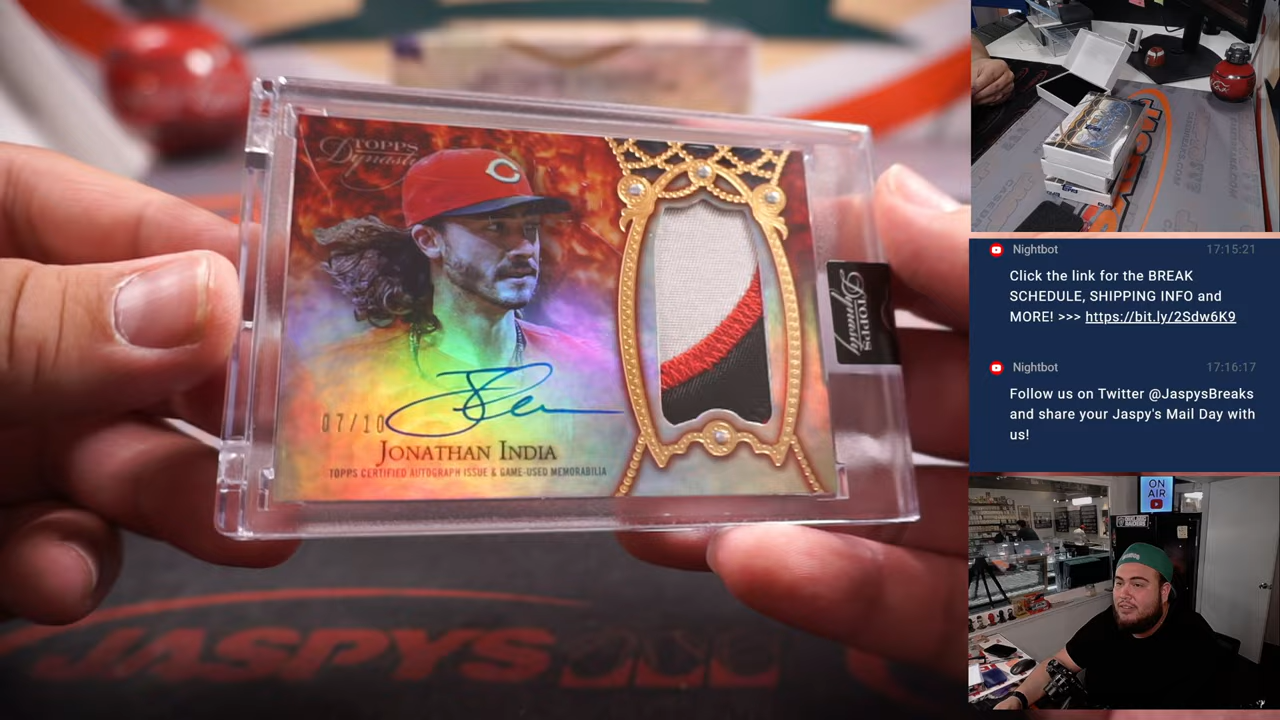 TOPPS
Dynasty
C
07/10
JONATHAN INDIA
TOPPS CERTIFIED AUTOGRAPH ISSUE & GAME-USED MEMORABILIA
TOPPS
Dynasty
JASPYS
Nightbot
17:15:21
Click the link for the BREAK
SCHEDULE, SHIPPING INFO and
MORE! >>> https://bit.ly/2Sdw6K9
Nightbot
17:16:17
Follow us on Twitter @JaspysBreaks
and share your Jaspy's Mail Day with
us!
ON
AIR